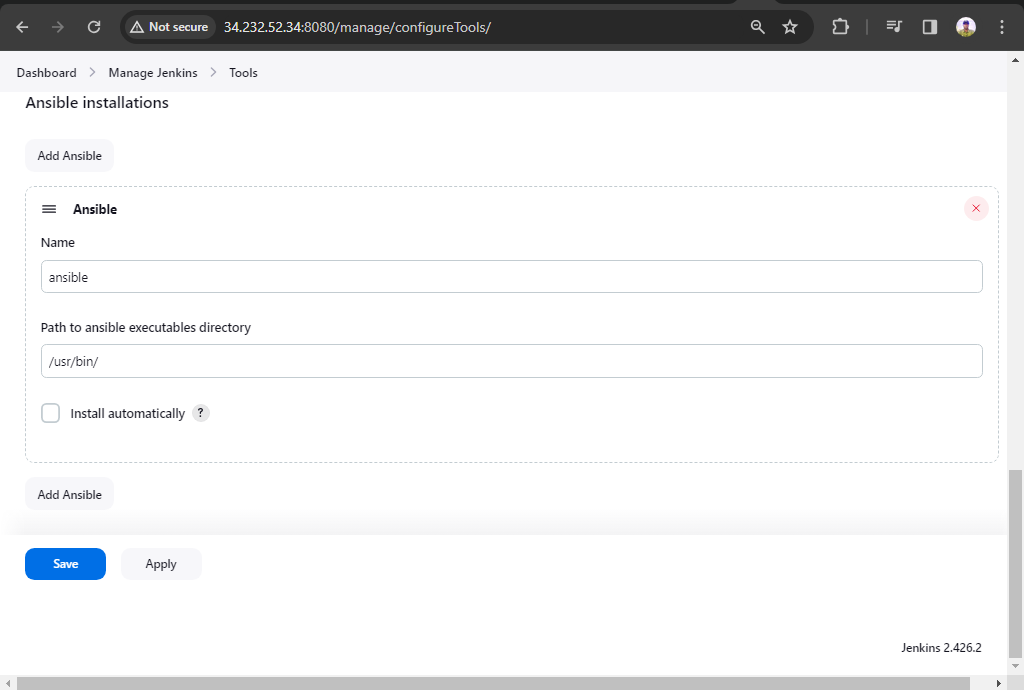 Not secure 34.232.52.34:8080/manage/configureTools/
Dashboard Manage Jenkins Tools
Ansible installations
Add Ansible
Ansible
Name
ansible
Path to ansible executables directory
/usr/bin/
Install automatically ?
Add Ansible
Save Apply
Jenkins 2.426.2